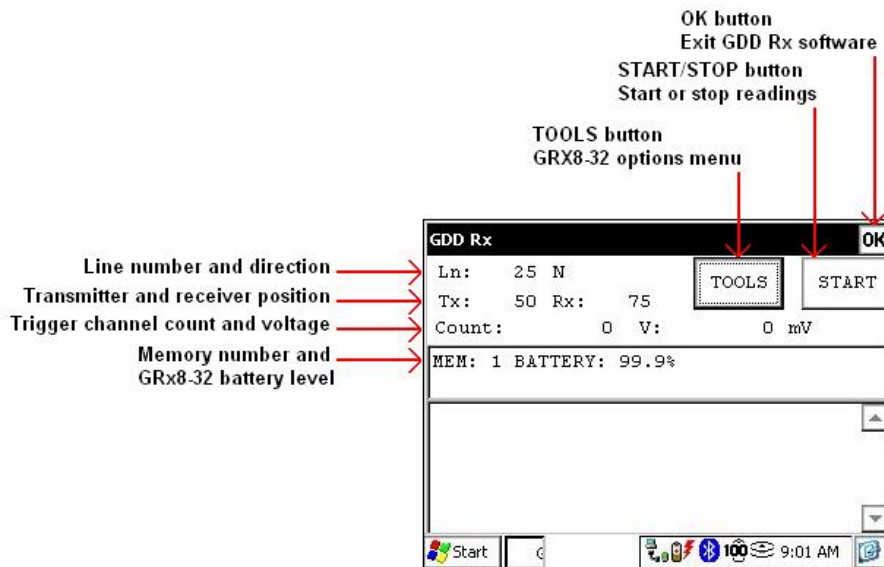 OK button
Exit GDD Rx software
START/STOP button
Start or stop readings
TOOLS button
GRX8-32 options menu
GDD Rx OK
Line number and direction
Ln: 25 N TOOLS START
Transmitter and receiver position
Tx: 50 Rx: 75
Trigger channel count and voltage
Count: 0 V: 0 mV
Memory number and
GRx8-32 battery level
MEM: 1 BATTERY: 99.9%
Start 100 9:01 AM